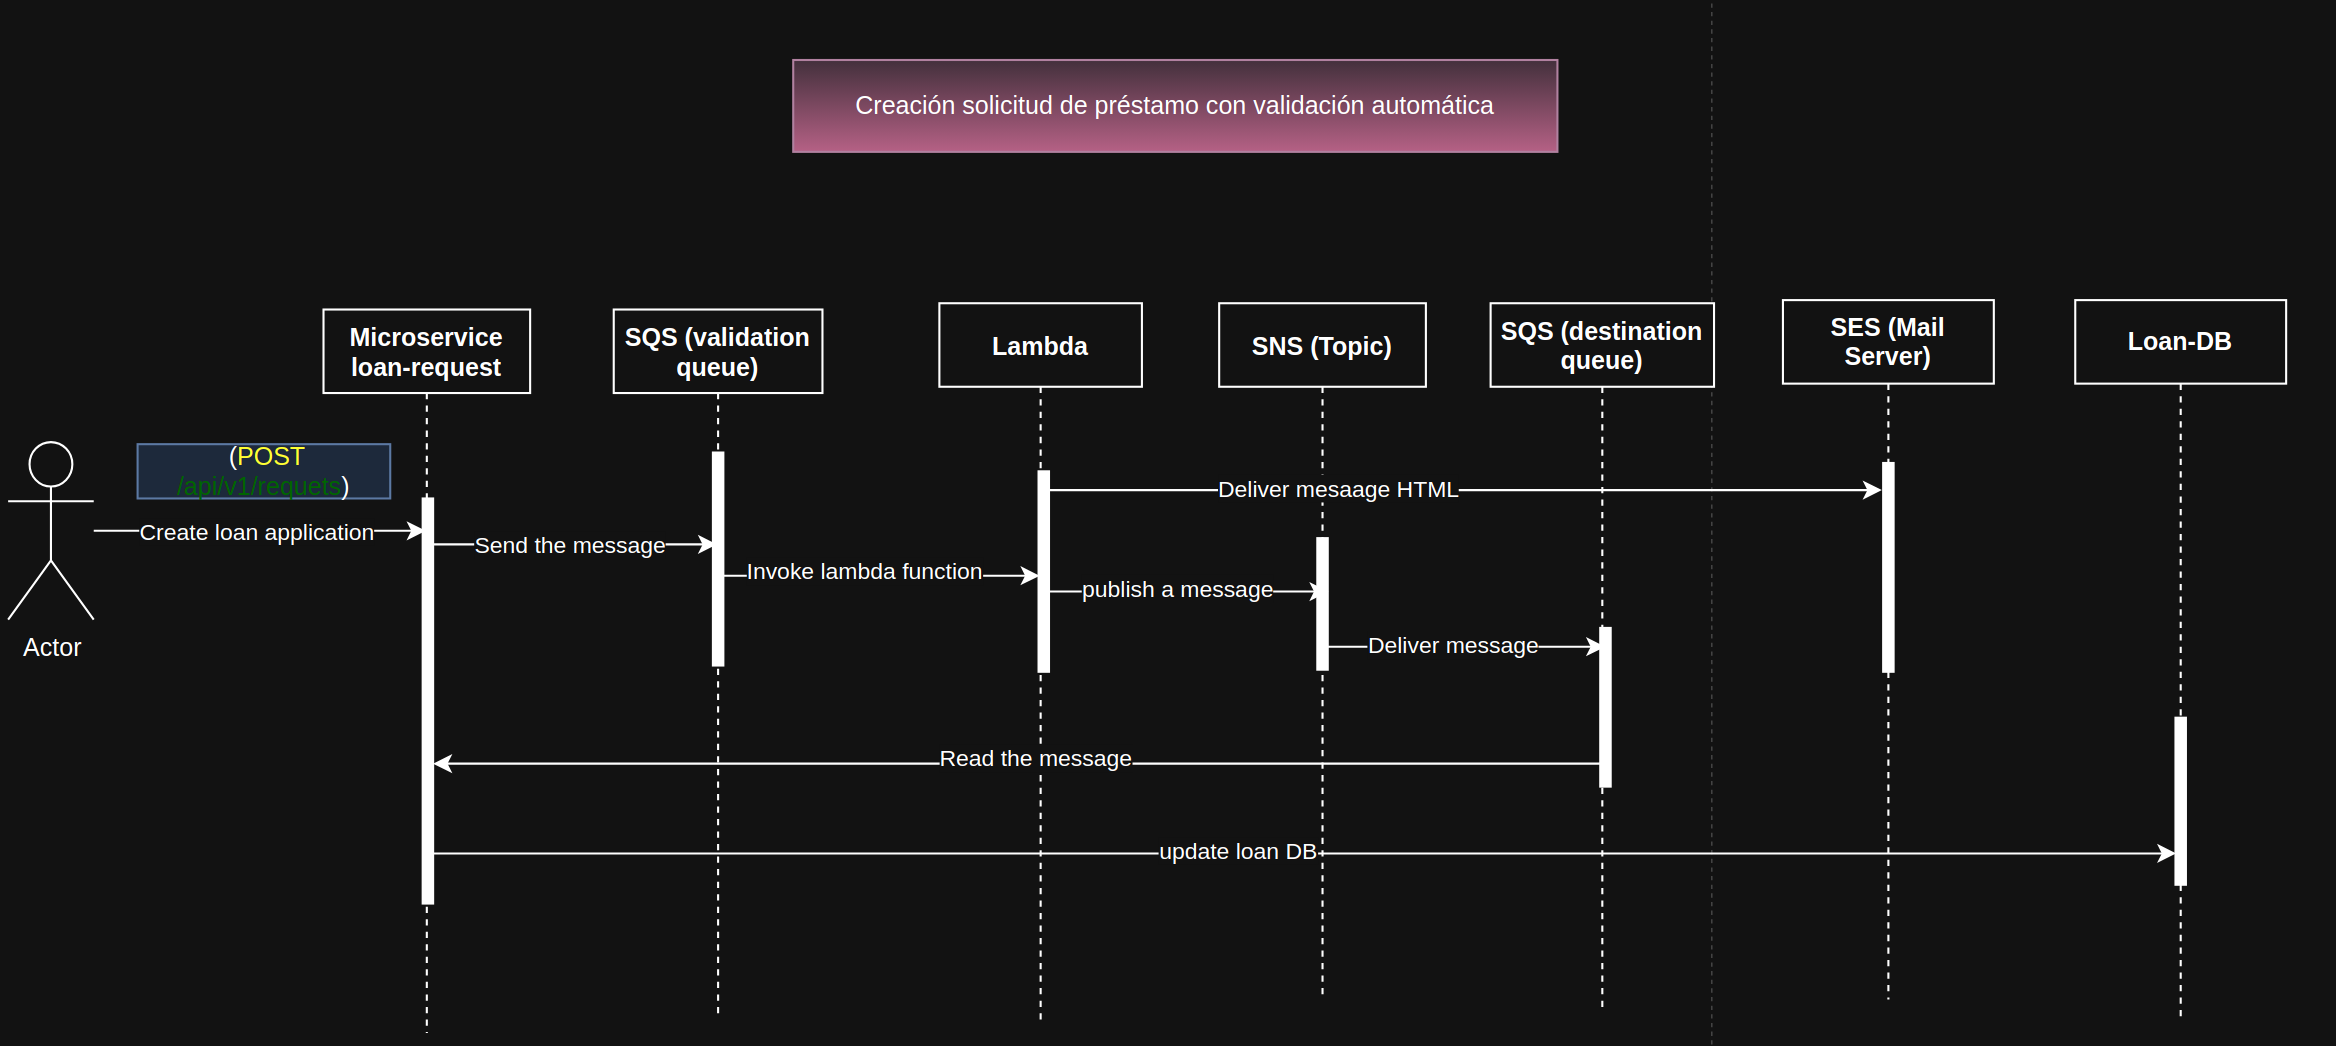 Creación solicitud de préstamo con validación automática
Microservice
loan-request
SQS (validation
queue)
Lambda
SNS (Topic)
SQS (destination
queue)
SES (Mail
Server)
Loan-DB
(POST
/api/v1/requets)
Deliver mesaage HTML
Create loan application
Send the message
Invoke lambda function
publish a message
Deliver message
Actor
Read the message
update loan DB